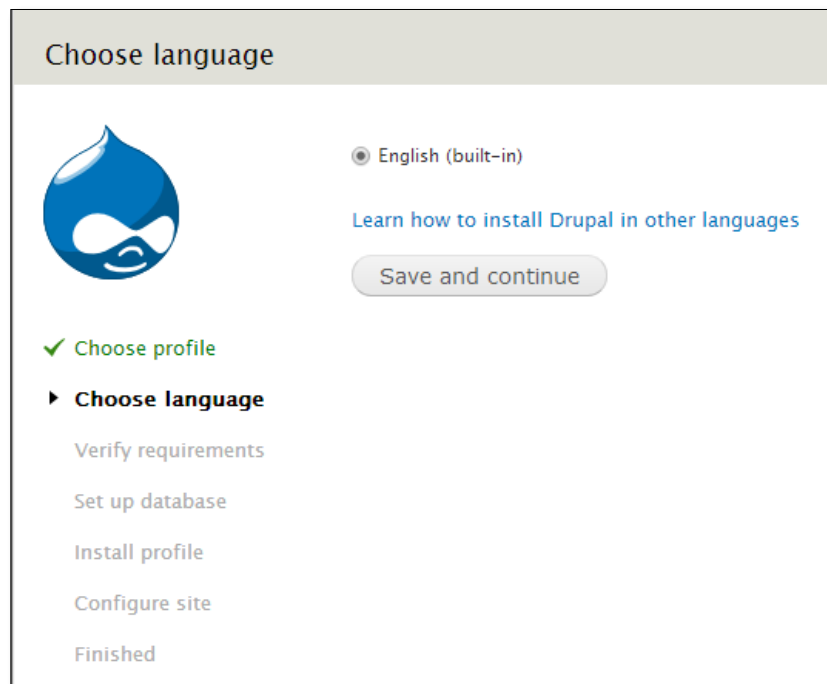 Choose language
English (built-in)
Learn how to install Drupal in other languages
Save and continue
Choose profile
Choose language
Verify requirements
Set up database
Install profile
Configure site
Finished